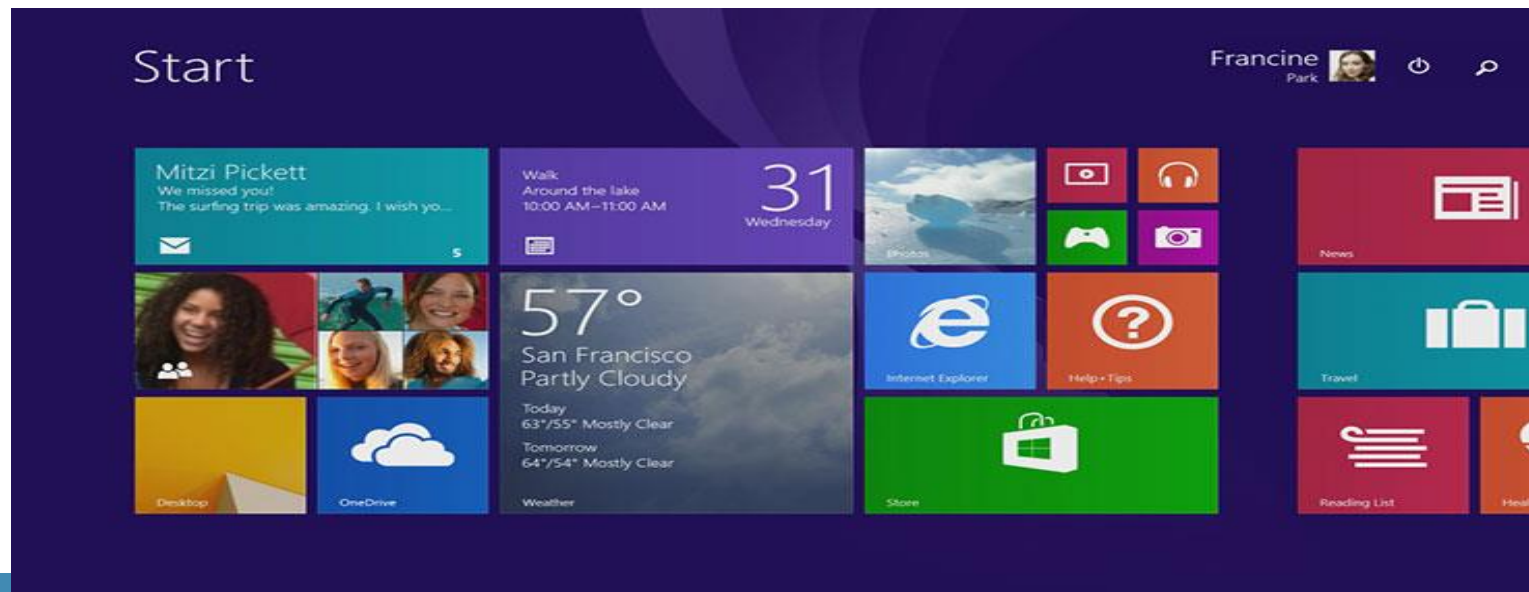 Start
Francine
Park
Mitzi Pickett
We missed you!
The surfing trip was amazing. I wish yo...
5
Walk
Around the lake
10:00 AM–11:00 AM
31
Wednesday
Photos
News
57°
San Francisco
Partly Cloudy
Today
63°/55° Mostly Clear
Tomorrow
64°/54° Mostly Clear
Weather
Internet Explorer
Help+Tips
Travel
Desktop
OneDrive
Store
Reading List
Heal